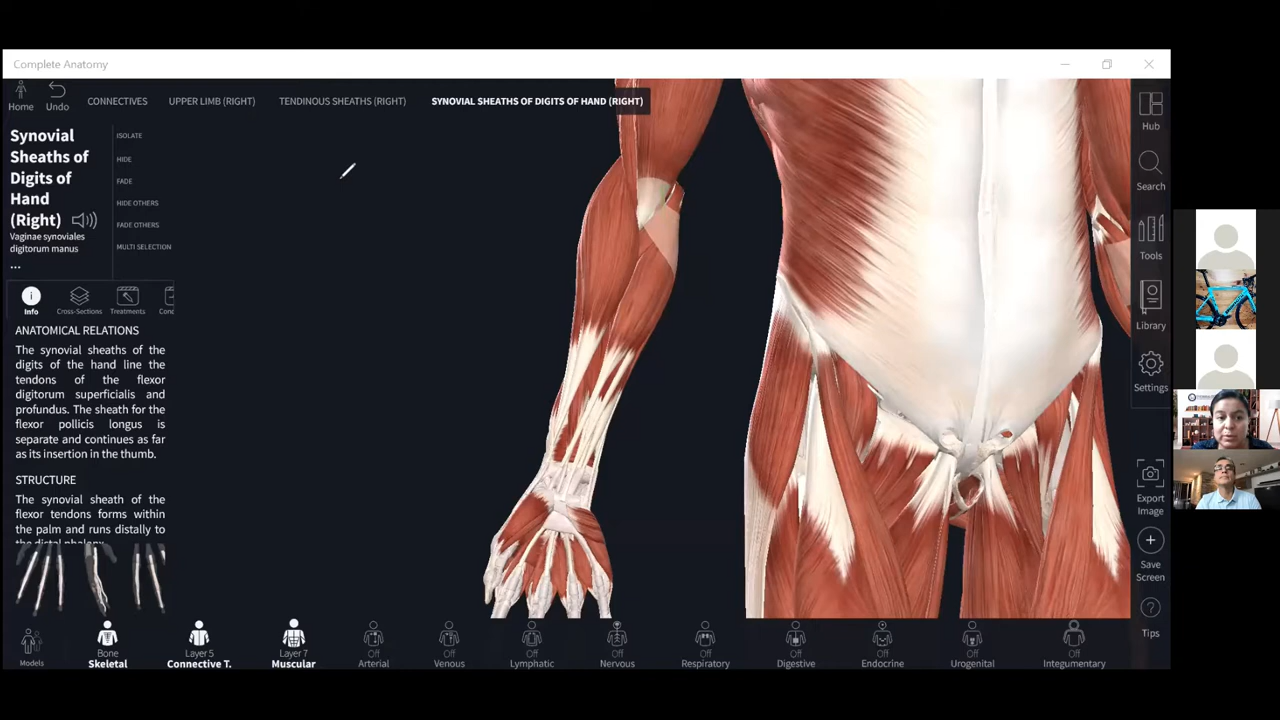 Complete Anatomy
Home
Undo
CONNECTIVES
UPPER LIMB (RIGHT)
TENDINOUS SHEATHS (RIGHT)
SYNOVIAL SHEATHS OF DIGITS OF HAND (RIGHT)
Synovial
Sheaths of
Digits of
Hand
(Right)
Vaginae synoviales
digitorum manus
...
ISOLATE
HIDE
FADE
HIDE OTHERS
FADE OTHERS
MULTI SELECTION
Info
Cross-Sections
Treatments
ANATOMICAL RELATIONS
The synovial sheaths of the
digits of the hand line the
tendons of the flexor
digitorum superficialis and
profundus. The sheath for the
flexor pollicis longus is
separate and continues as far
as its insertion in the thumb.
STRUCTURE
The synovial sheath of the
flexor tendons forms within
the palm and runs distally to
the distal
Hub
Search
Tools
Library
Settings
Export
Image
Save
Screen
Tips
Models
Bone
Skeletal
Layer 5
Connective T.
Layer 7
Muscular
Off
Arterial
Off
Venous
Off
Lymphatic
Off
Nervous
Off
Respiratory
Off
Digestive
Off
Endocrine
Off
Urogenital
Off
Integumentary